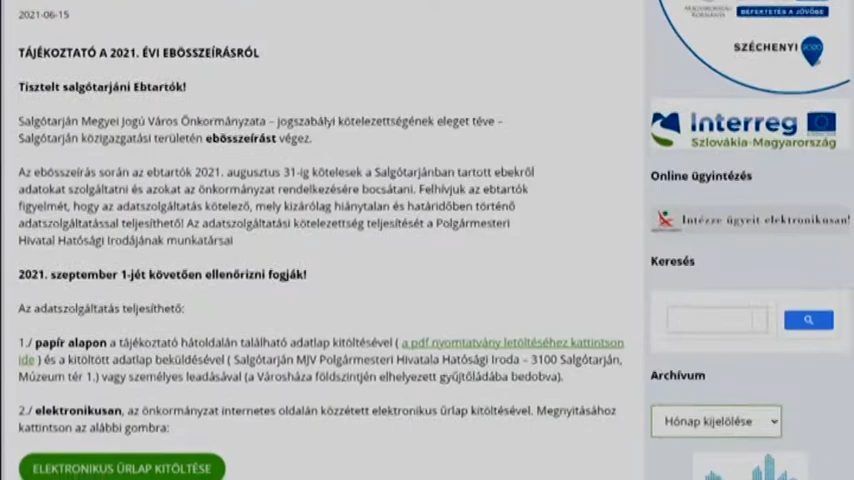 2021-06-15
TÁJÉKOZTATÓ A 2021. ÉVI EBÖSSZEÍRÁSRÓL
Tisztelt salgótarjáni Ebtartók!
Salgótarján Megyei Jogú Város Önkormányzata – jogszabályi kötelezettségének eleget téve –
Salgótarján közigazgatási területén ebösszeírást végez.
Az ebösszeírás során az ebtartók 2021. augusztus 31-ig kötelesek a Salgótarjánban tartott ebekről
adatokat szolgáltatni és azokat az önkormányzat rendelkezésére bocsátani. Felhívjuk az ebtartók
figyelmét, hogy az adatszolgáltatás kötelező, mely kizárólag hiánytalan és határidőben történő
adatszolgáltatással teljesíthető! Az adatszolgáltatási kötelezettség teljesítését a Polgármesteri
Hivatal Hatósági Irodájának munkatársai
2021. szeptember 1-jét követően ellenőrizni fogják!
Az adatszolgáltatás teljesíthető:
1./ papír alapon a tájékoztató hátoldalán található adatlap kitöltésével ( a pdf nyomtatvány letöltéséhez kattintson
ide ) és a kitöltött adatlap beküldésével ( Salgótarján MJV Polgármesteri Hivatala Hatósági Iroda – 3100 Salgótarján,
Múzeum tér 1.) vagy személyes leadásával (a Városháza földszintjén elhelyezett gyűjtőládába bedobva).
2./ elektronikusan, az önkormányzat internetes oldalán közzétett elektronikus űrlap kitöltésével. Megnyitásához
kattintson az alábbi gombra:
ELEKTRONIKUS ŰRLAP KITÖLTÉSE
MAGYARORSZÁG
KORMÁNYA
BEFEKTETÉS A JÖVŐBE
SZÉCHENYI 2020
Interreg
Szlovákia-Magyarország
Online ügyintézés
Intézze ügyeit elektronikusan!
Keresés
Archívum
Hónap kijelölése